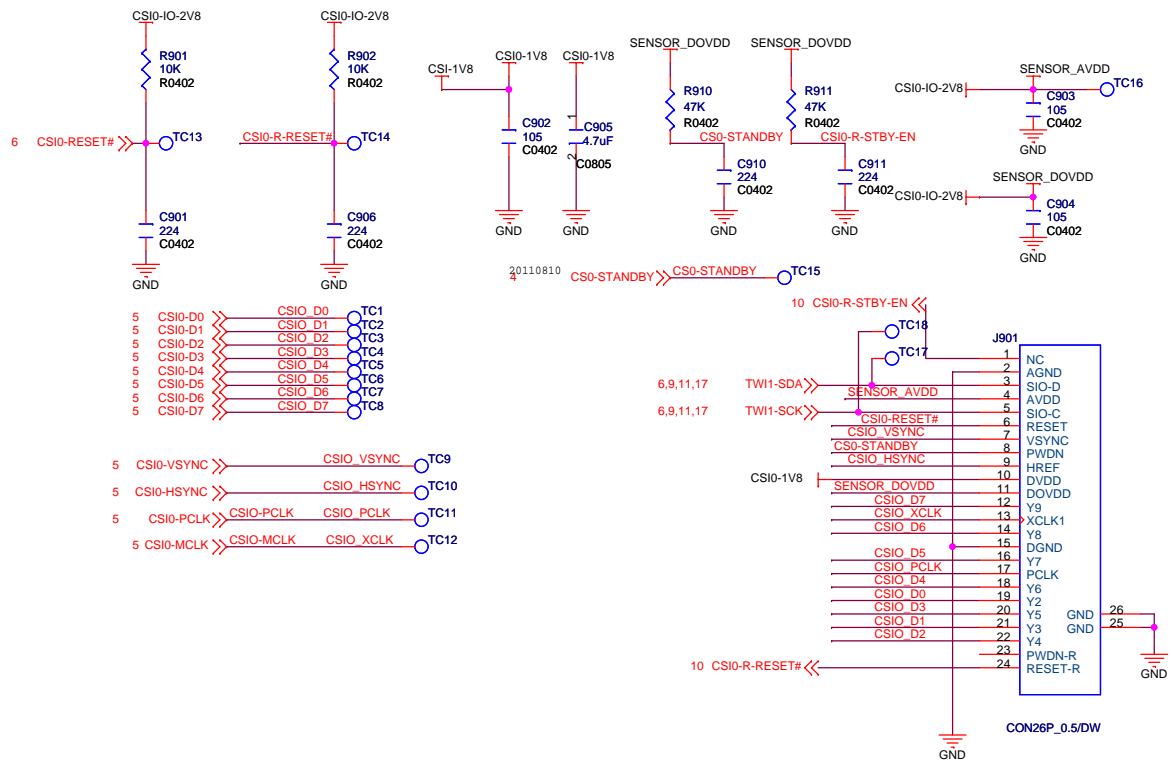 CSI0-IO-2V8
R901
10K
R0402
6 CSI0-RESET#
TC13
C901
224
C0402
GND
CSI0-IO-2V8
R902
10K
R0402
CSI0-R-RESET#
TC14
C906
224
C0402
GND
CSI-1V8
CSI0-1V8
C902
105
C0402
GND
CSI0-1V8
1
C905
4.7uF
2
C0805
GND
SENSOR_DOVDD
R910
47K
R0402
CS0-STANDBY
C910
224
C0402
GND
SENSOR_DOVDD
R911
47K
R0402
CSI0-R-STBY-EN
C911
224
C0402
GND
SENSOR_AVDD
CSI0-IO-2V8
TC16
C903
105
C0402
GND
SENSOR_DOVDD
CSI0-IO-2V8
C904
105
C0402
GND
20110810
4 CS0-STANDBY CS0-STANDBY TC15
5 CSI0-D0 CSIO_D0 TC1
5 CSI0-D1 CSIO_D1 TC2
5 CSI0-D2 CSIO_D2 TC3
5 CSI0-D3 CSIO_D3 TC4
5 CSI0-D4 CSIO_D4 TC5
5 CSI0-D5 CSIO_D5 TC6
5 CSI0-D6 CSIO_D6 TC7
5 CSI0-D7 CSIO_D7 TC8
5 CSI0-VSYNC CSIO_VSYNC TC9
5 CSI0-HSYNC CSIO_HSYNC TC10
5 CSI0-PCLK CSIO-PCLK CSIO_PCLK TC11
5 CSI0-MCLK CSIO-MCLK CSIO_XCLK TC12
10 CSI0-R-STBY-EN
TC18
TC17
J901
1 NC
2 AGND
6,9,11,17 TWI1-SDA 3 SIO-D
SENSOR_AVDD 4 AVDD
6,9,11,17 TWI1-SCK 5 SIO-C
CSI0-RESET# 6 RESET
CSIO_VSYNC 7 VSYNC
CS0-STANDBY 8 PWDN
CSIO_HSYNC 9 HREF
CSI0-1V8 10 DVDD
SENSOR_DOVDD 11 DOVDD
CSIO_D7 12 Y9
CSIO_XCLK 13 XCLK1
CSIO_D6 14 Y8
15 DGND
CSIO_D5 16 Y7
CSIO_PCLK 17 PCLK
CSIO_D4 18 Y6
CSIO_D0 19 Y2
CSIO_D3 20 Y5 GND 26
CSIO_D1 21 Y3 GND 25
CSIO_D2 22 Y4
23 PWDN-R
10 CSI0-R-RESET# 24 RESET-R
GND
CON26P_0.5/DW
GND